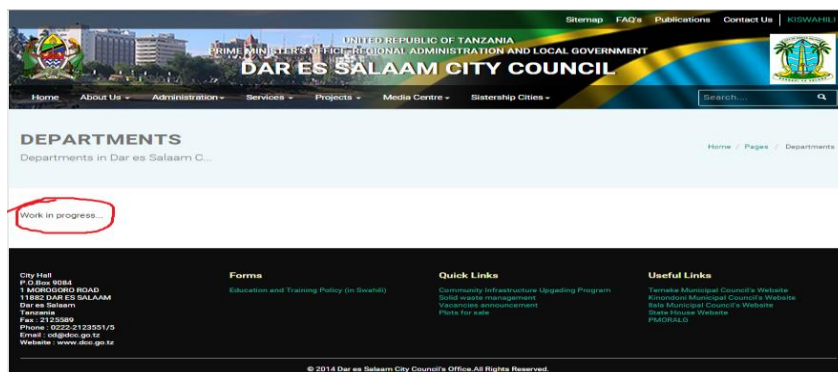 Sitemap FAQ's Publications Contact Us | KISWAHILI
UNITED REPUBLIC OF TANZANIA
PRIME MINISTER'S OFFICE-REGIONAL ADMINISTRATION AND LOCAL GOVERNMENT
DAR ES SALAAM CITY COUNCIL
Home About Us Administration Services Projects Media Centre Sistership Cities Search....
DEPARTMENTS
Departments in Dar es Salaam C...
Home / Pages / Departments
Work in progress...
City Hall
P.O.Box 9084
1 MOROGORO ROAD
11882 DAR ES SALAAM
Dar es Salaam
Tanzania
Fax : 2125589
Phone : 0222-2123551/5
Email : cd@dcc.go.tz
Website : www.dcc.go.tz
Forms
Education and Training Policy (in Swahili)
Quick Links
Community Infrastructure Upgading Program
Solid waste management
Vacancies announcement
Plots for sale
Useful Links
Temeke Municipal Council's Website
Kinondoni Municipal Council's Website
Ilala Municipal Council's Website
State House Website
PMORALG
© 2014 Dar es Salaam City Council's Office.All Rights Reserved.